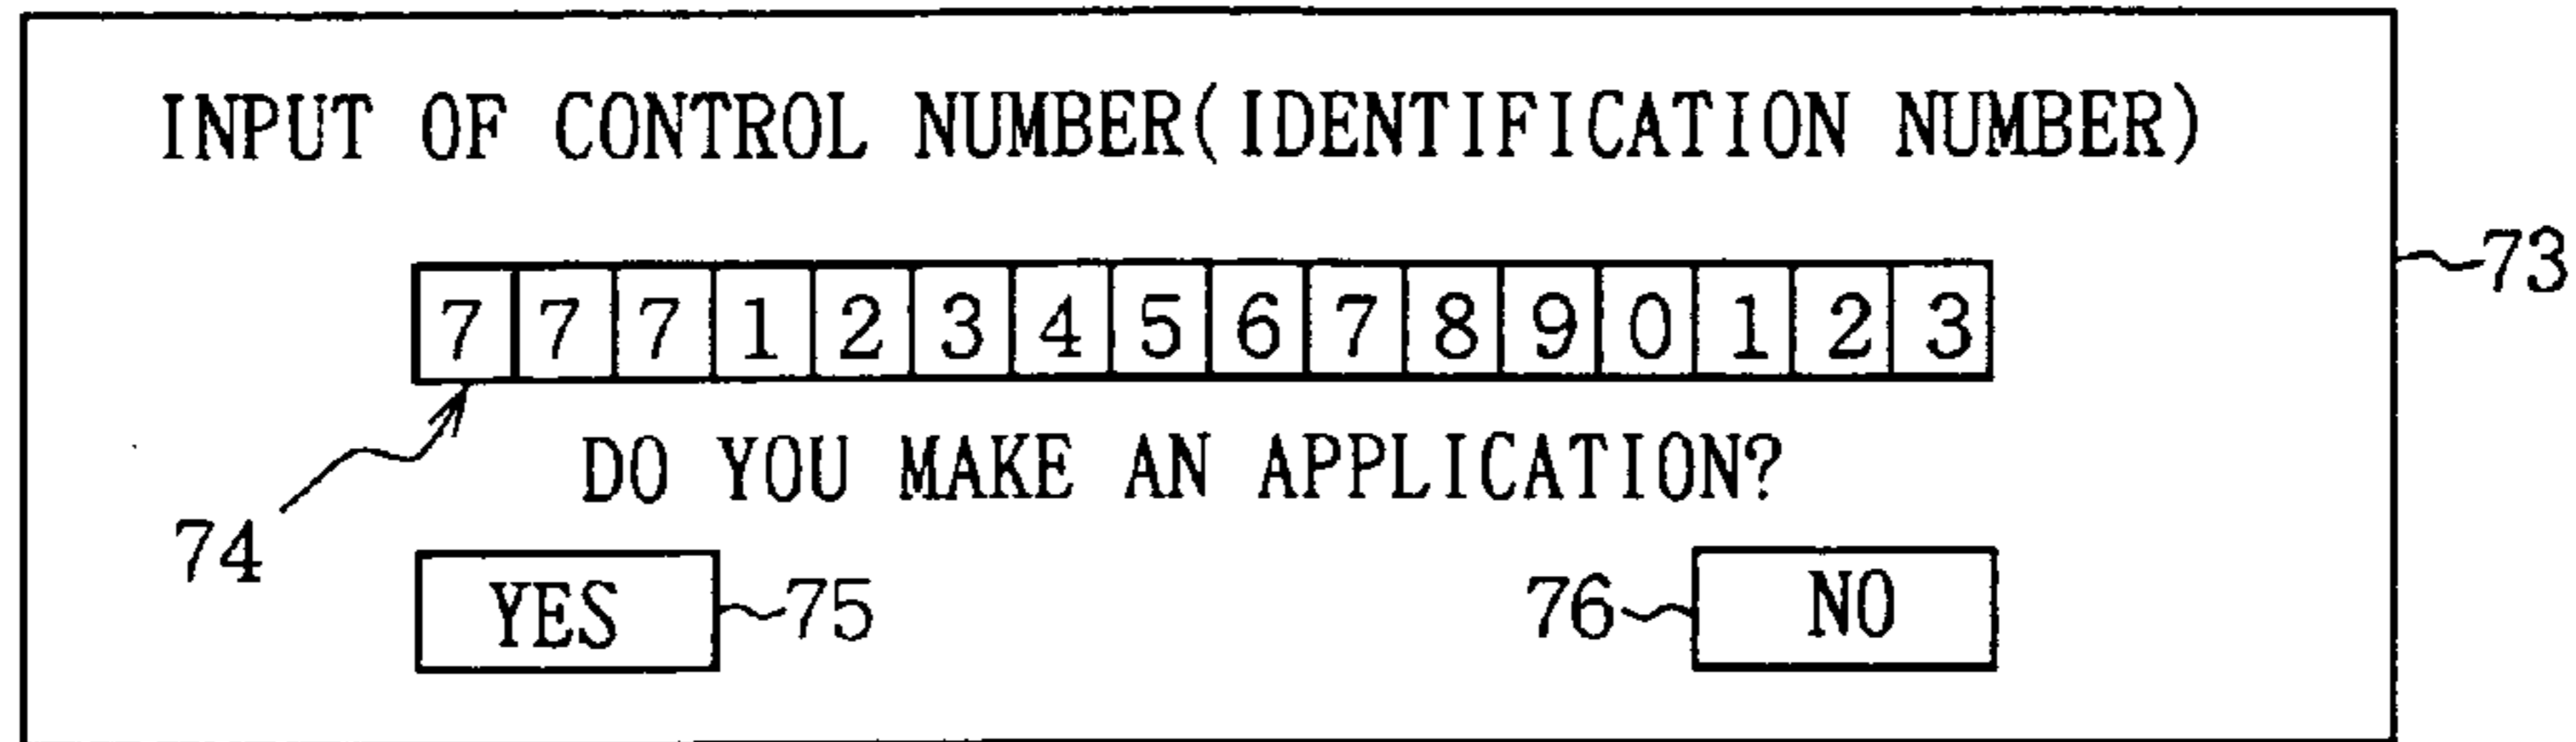 INPUT OF CONTROL NUMBER(IDENTIFICATION NUMBER)
73
7 7 7 1 2 3 4 5 6 7 8 9 0 1 2 3
74
DO YOU MAKE AN APPLICATION?
YES 75 76 NO